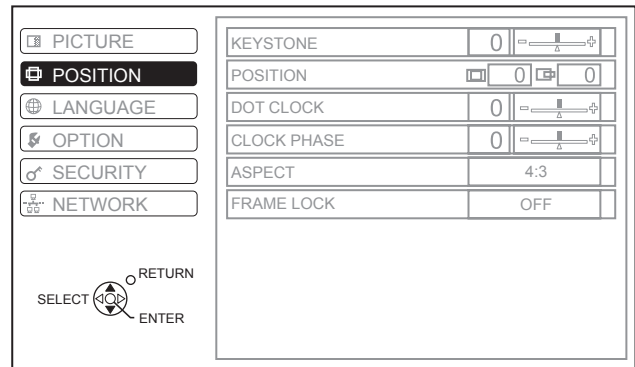 PICTURE
POSITION
LANGUAGE
OPTION
SECURITY
NETWORK
SELECT
RETURN
ENTER
KEYSTONE 0
POSITION 0 0
DOT CLOCK 0
CLOCK PHASE 0
ASPECT 4:3
FRAME LOCK OFF